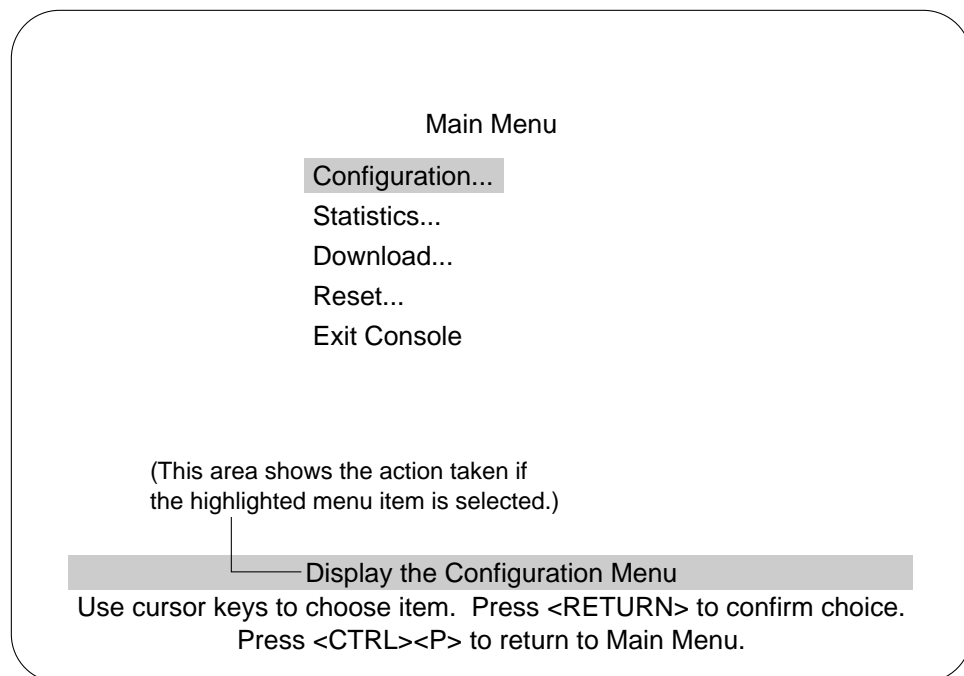 Main Menu
Configuration...
Statistics...
Download...
Reset...
Exit Console
(This area shows the action taken if
the highlighted menu item is selected.)
Display the Configuration Menu
Use cursor keys to choose item.  Press <RETURN> to confirm choice.
Press <CTRL><P> to return to Main Menu.